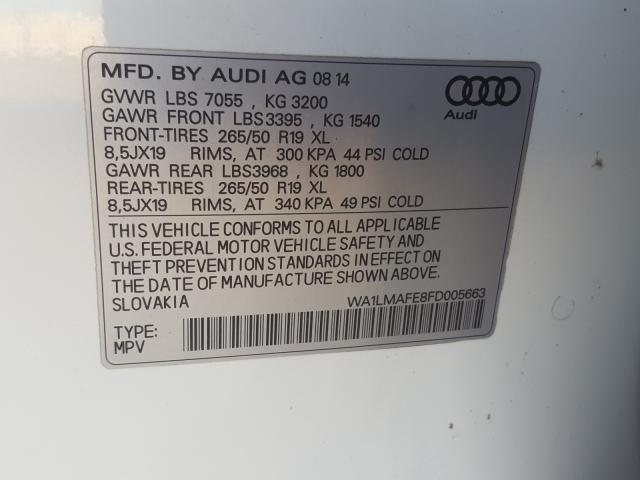 MFD. BY AUDI AG 08 14
GVWR LBS 7055 , KG 3200
GAWR FRONT LBS3395 , KG 1540
FRONT-TIRES 265/50 R19 XL
8,5JX19 RIMS, AT 300 KPA 44 PSI COLD
GAWR REAR LBS3968 , KG 1800
REAR-TIRES 265/50 R19 XL
8,5JX19 RIMS, AT 340 KPA 49 PSI COLD
Audi
THIS VEHICLE CONFORMS TO ALL APPLICABLE
U.S. FEDERAL MOTOR VEHICLE SAFETY AND
THEFT PREVENTION STANDARDS IN EFFECT ON
THE DATE OF MANUFACTURE SHOWN ABOVE.
SLOVAKIA WA1LMAFE8FD005663
TYPE:
MPV